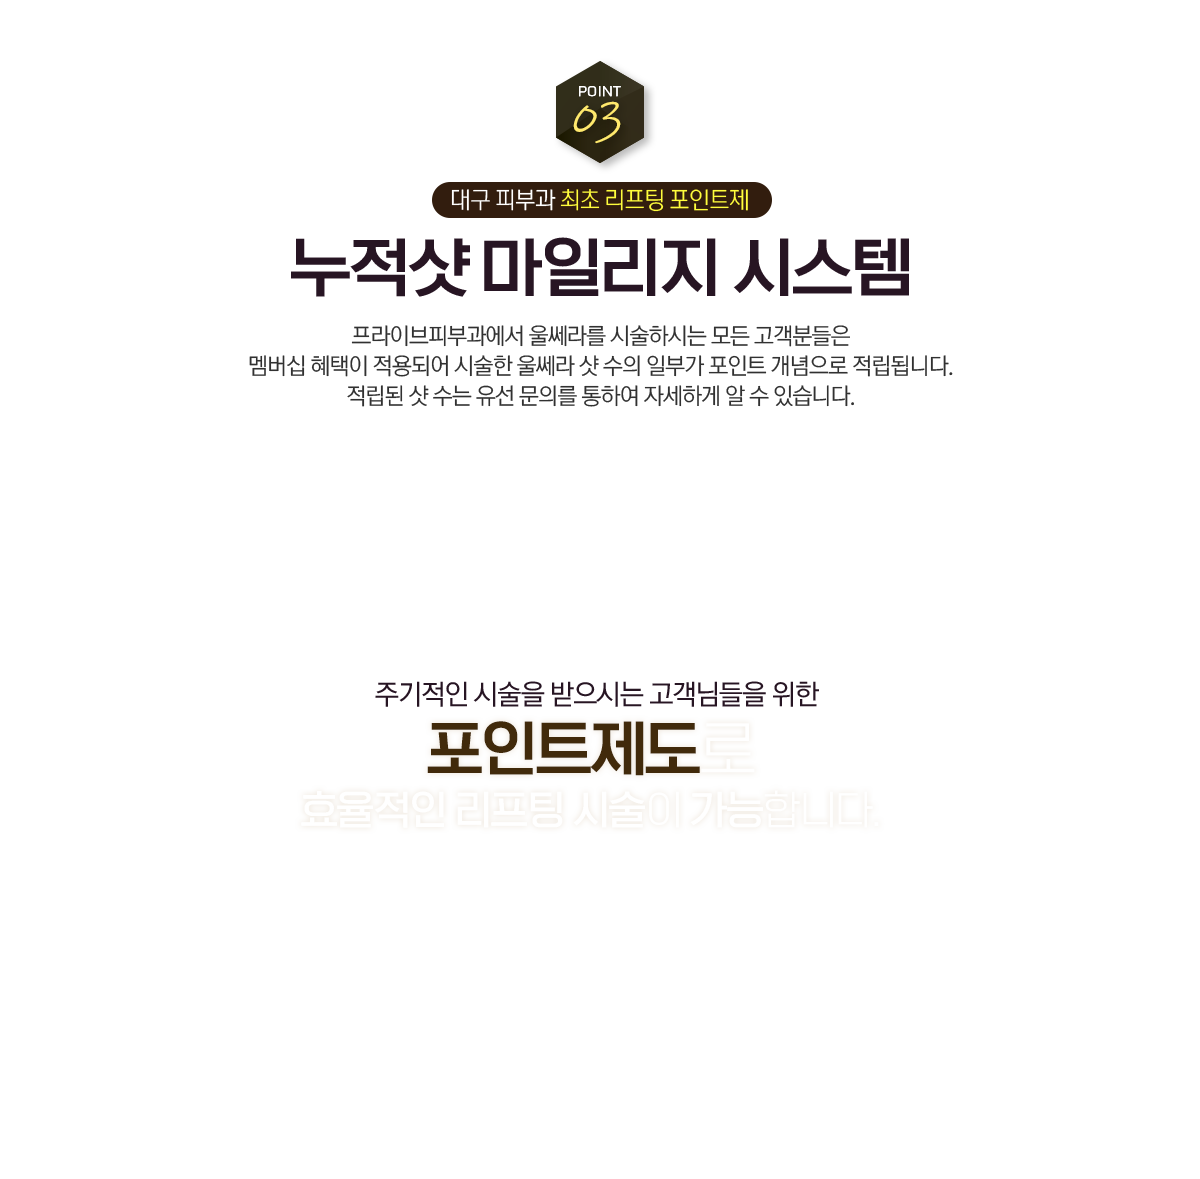 POINT
03
대구 피부과 최초 리프팅 포인트제
누적샷 마일리지 시스템
프라이브피부과에서 울쎄라를 시술하시는 모든 고객분들은
멤버십 혜택이 적용되어 시술한 울쎄라 샷 수의 일부가 포인트 개념으로 적립됩니다.
적립된 샷 수는 유선 문의를 통하여 자세하게 알 수 있습니다.
주기적인 시술을 받으시는 고객님들을 위한
포인트제도로
효율적인 리프팅 시술이 가능합니다.